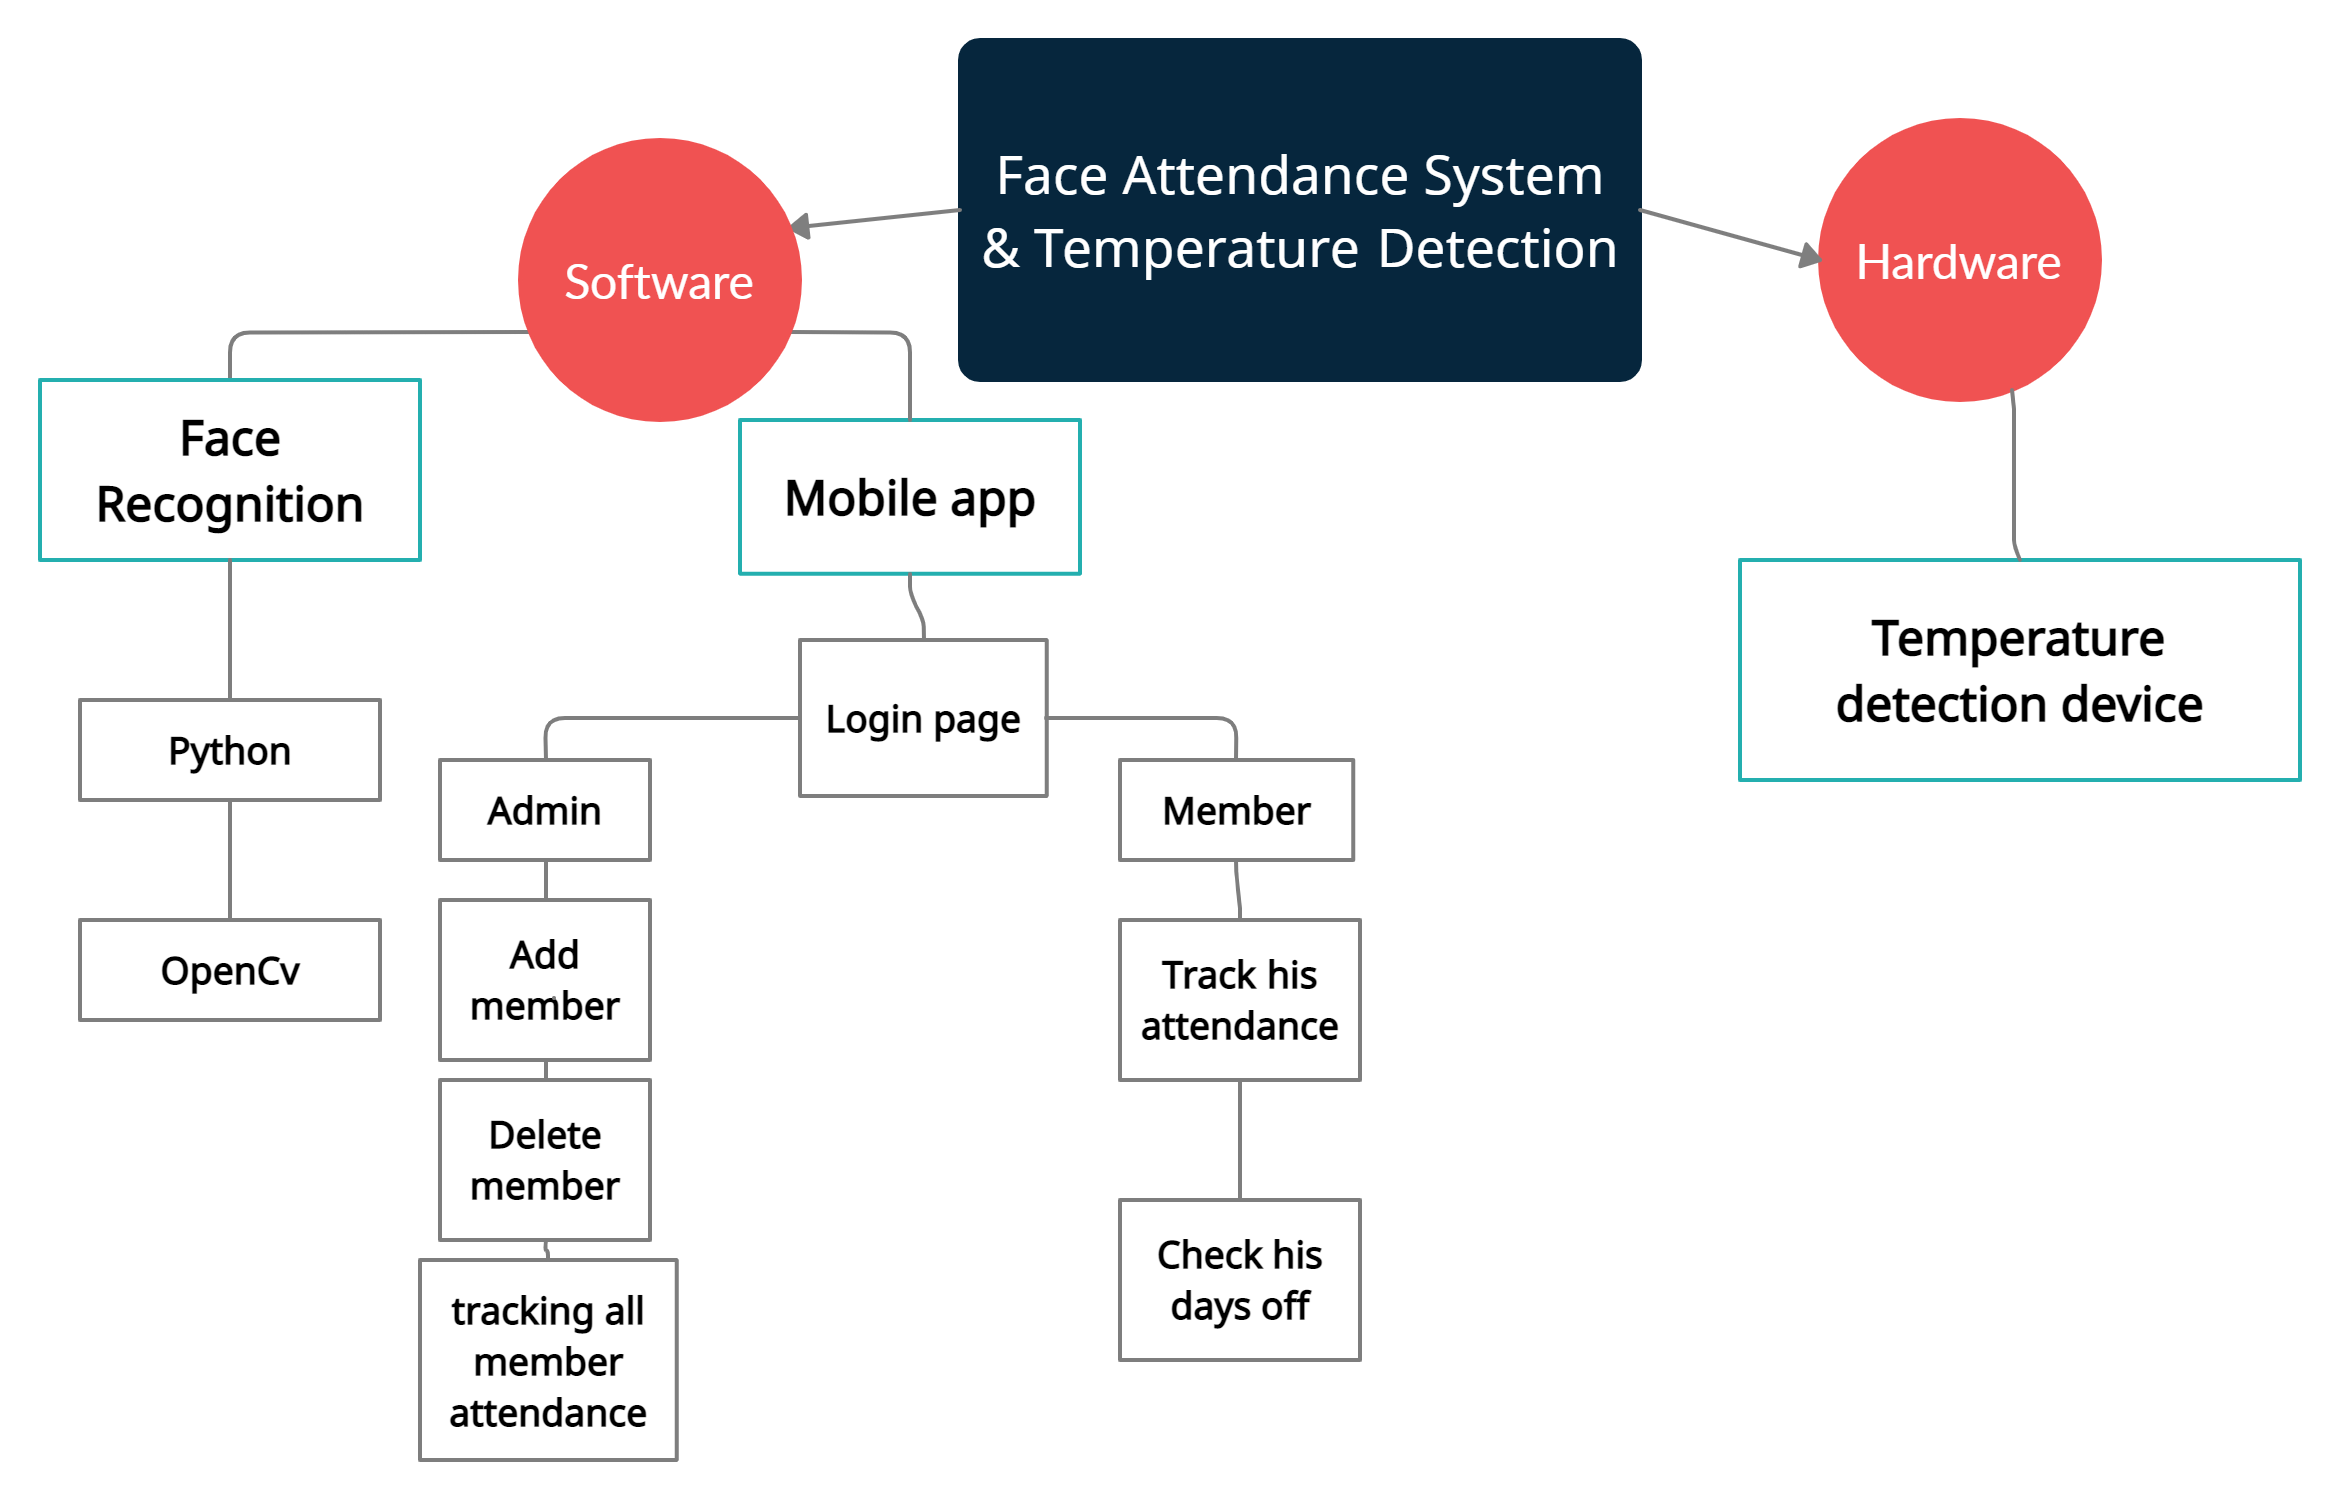 Face Attendance System
& Temperature Detection
Software
Hardware
Face
Recognition
Mobile app
Temperature
detection device
Python
Login page
Admin
Member
OpenCv
Add
member
Track his
attendance
Delete
member
Check his
days off
tracking all
member
attendance